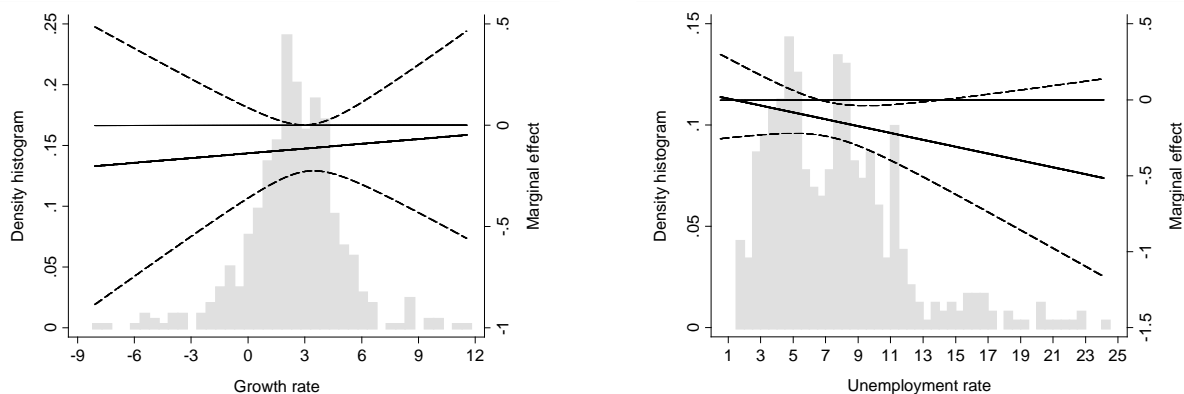 0 .05 .1 .15 .2 .25
Density histogram
-1 -.5 0 .5
Marginal effect
-9 -6 -3 0 3 6 9 12
Growth rate
0 .05 .1 .15
Density histogram
-1.5 -1 -.5 0 .5
Marginal effect
1 3 5 7 9 11 13 15 17 19 21 23 25
Unemployment rate